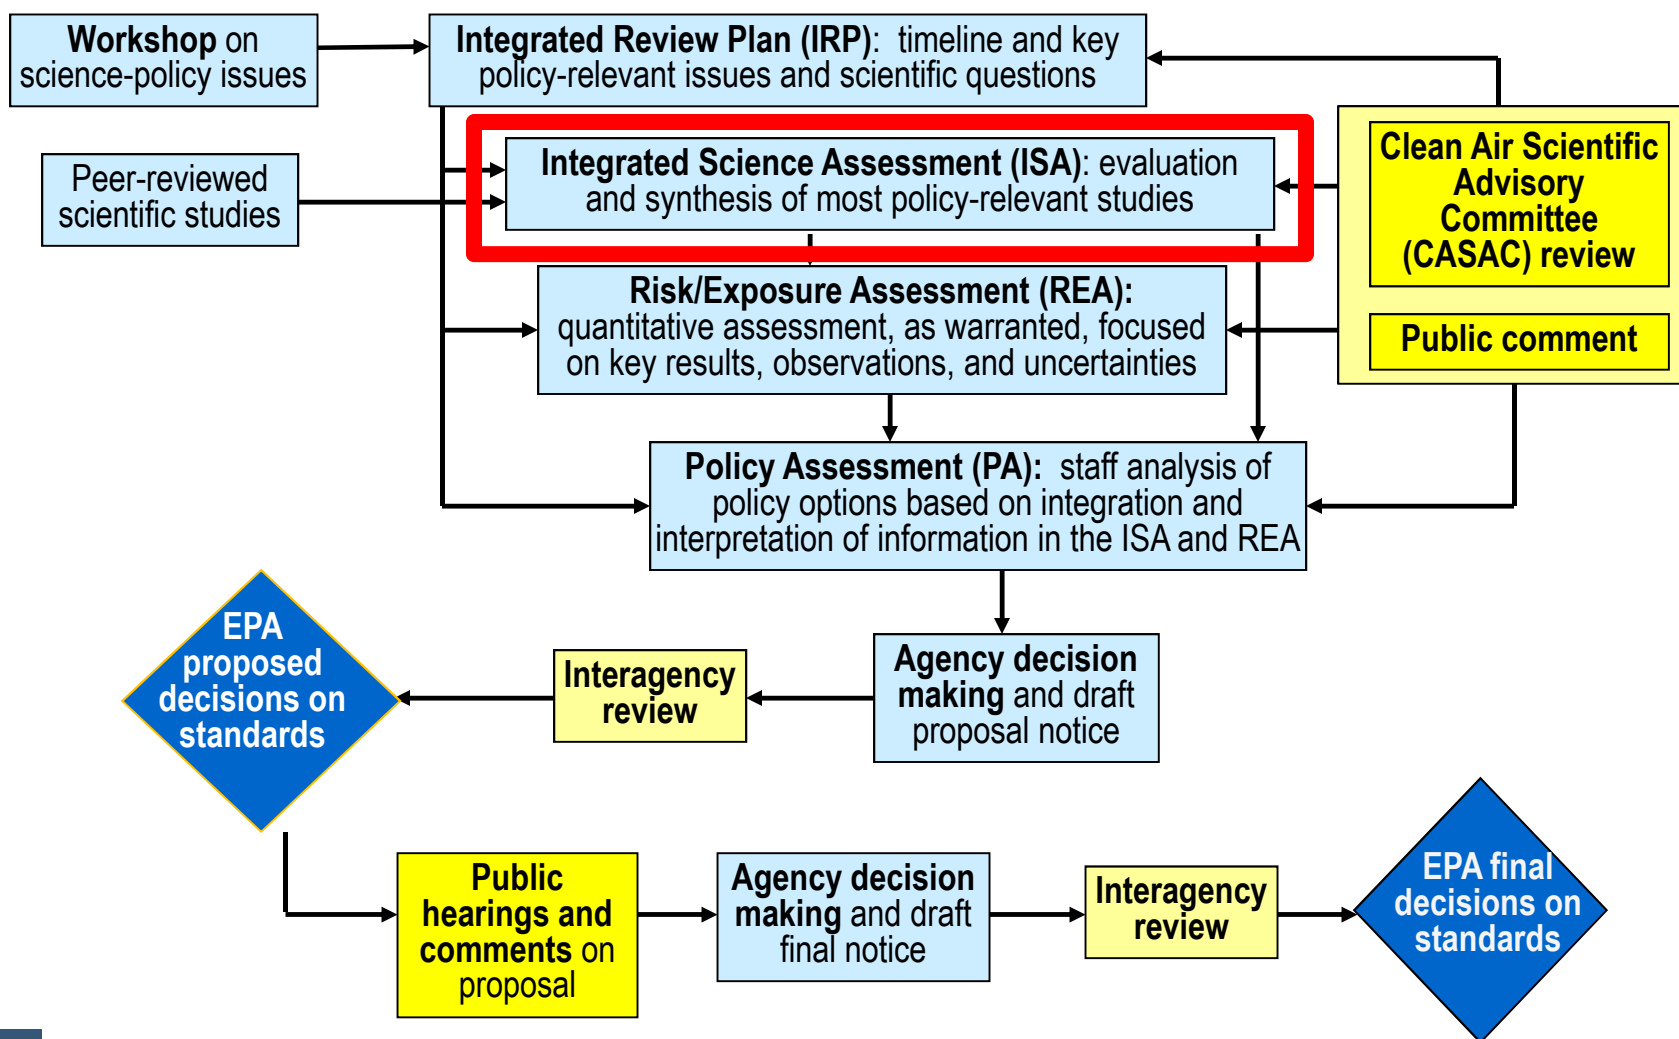 Workshop on
science-policy issues
Integrated Review Plan (IRP): timeline and key
policy-relevant issues and scientific questions
Peer-reviewed
scientific studies
Integrated Science Assessment (ISA): evaluation
and synthesis of most policy-relevant studies
Clean Air Scientific
Advisory
Committee
(CASAC) review
Public comment
Risk/Exposure Assessment (REA):
quantitative assessment, as warranted, focused
on key results, observations, and uncertainties
Policy Assessment (PA): staff analysis of
policy options based on integration and
interpretation of information in the ISA and REA
EPA
proposed
decisions on
standards
Interagency
review
Agency decision
making and draft
proposal notice
Public
hearings and
comments on
proposal
Agency decision
making and draft
final notice
Interagency
review
EPA final
decisions on
standards